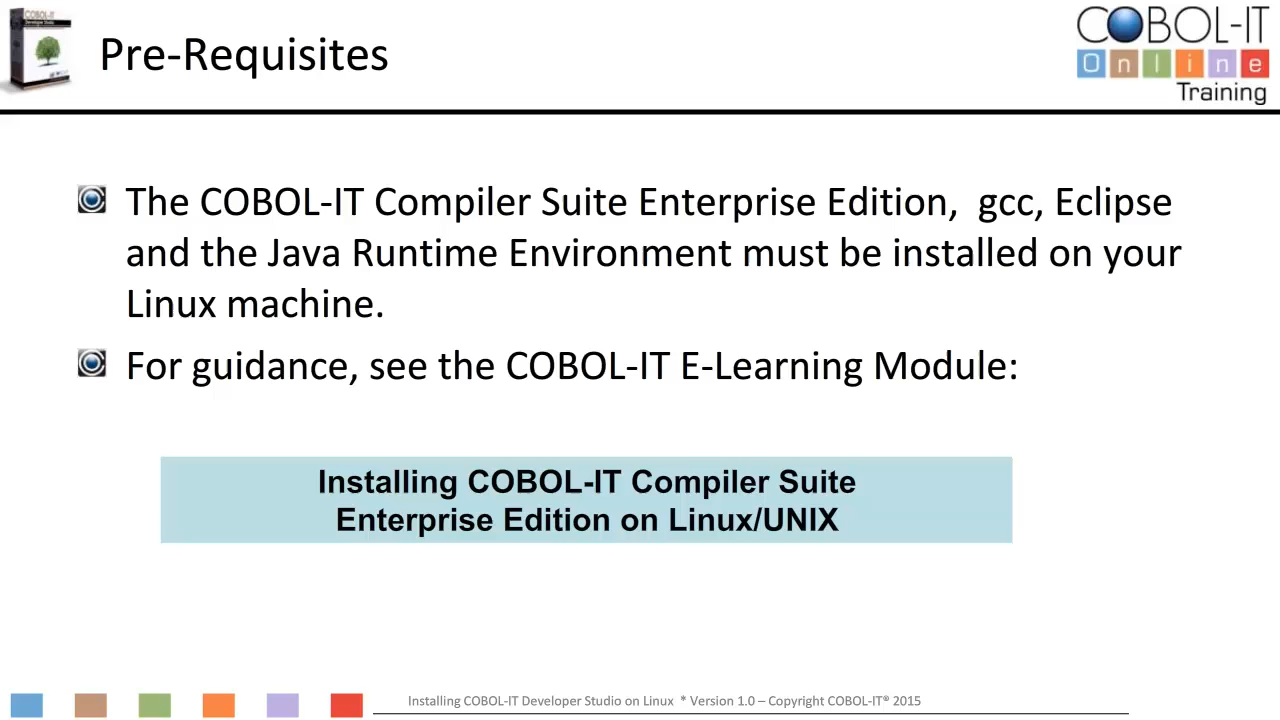 Pre-Requisites
COBOL-IT
Online
Training
The COBOL-IT Compiler Suite Enterprise Edition,  gcc, Eclipse
and the Java Runtime Environment must be installed on your
Linux machine.
For guidance, see the COBOL-IT E-Learning Module:
Installing COBOL-IT Compiler Suite
Enterprise Edition on Linux/UNIX
Installing COBOL-IT Developer Studio on Linux  * Version 1.0 – Copyright COBOL-IT® 2015